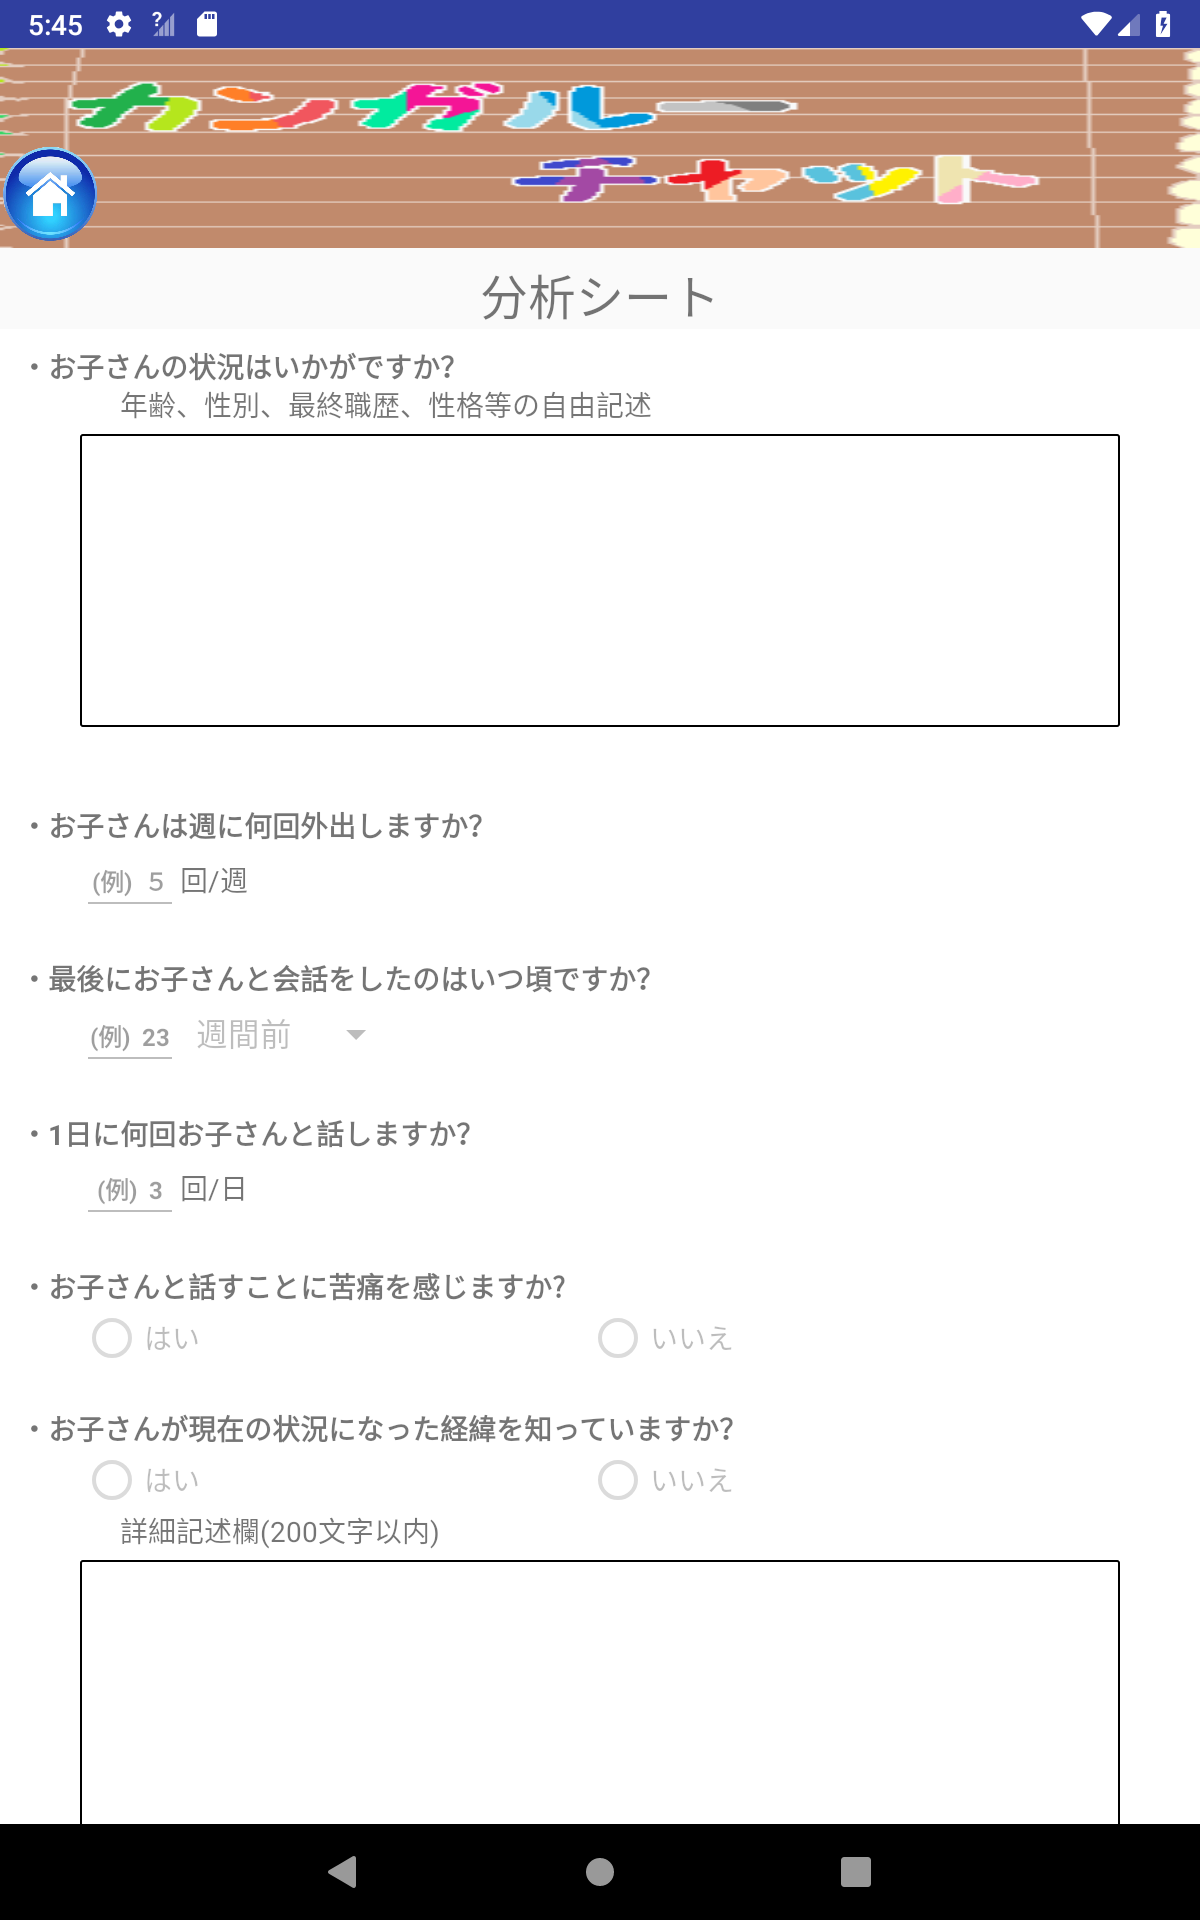 5:45
カンガルー
チャット
分析シート
・お子さんの状況はいかがですか?
年齢、性別、最終職歴、性格等の自由記述
・お子さんは週に何回外出しますか?
(例) 5 回/週
・最後にお子さんと会話をしたのはいつ頃ですか?
(例) 23 週間前
・1日に何回お子さんと話しますか?
(例) 3 回/日
・お子さんと話すことに苦痛を感じますか?
はい いいえ
・お子さんが現在の状況になった経緯を知っていますか?
はい いいえ
詳細記述欄(200文字以内)